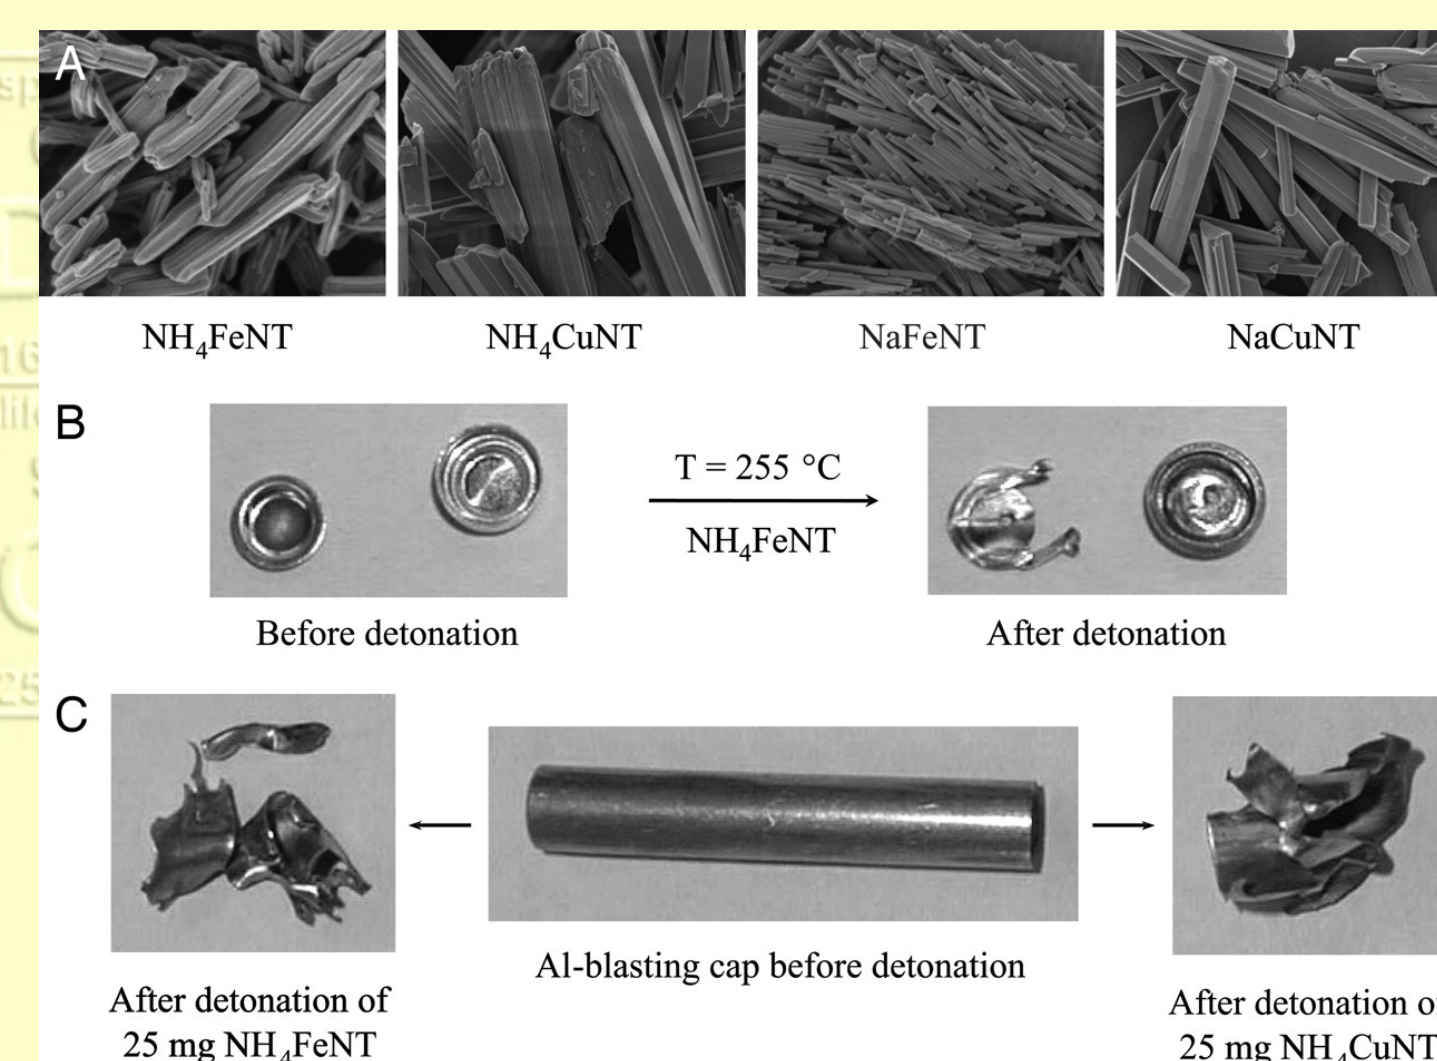 A
NH₄FeNT
NH₄CuNT
NaFeNT
NaCuNT
B
T = 255 °C
NH₄FeNT
Before detonation
After detonation
C
Al-blasting cap before detonation
After detonation of
25 mg NH₄FeNT
After detonation
25 mg NH₄CuNT